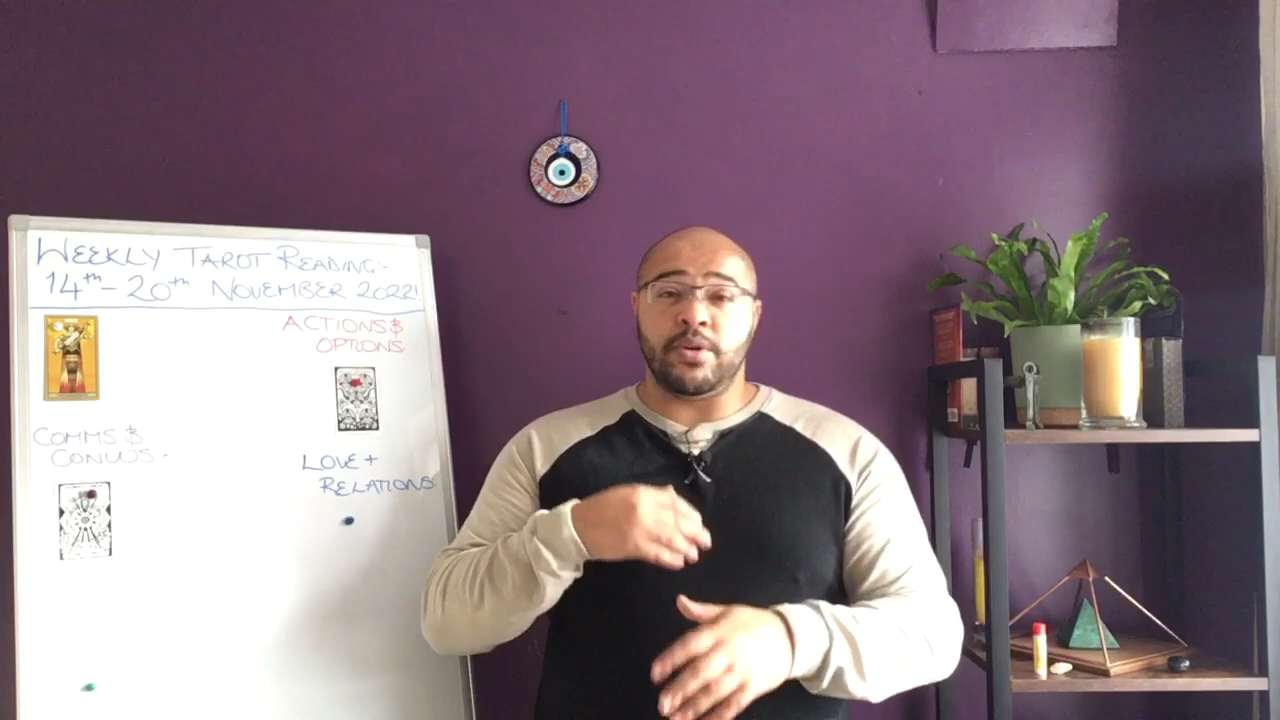 WEEKLY TAROT READING:-
14th - 20th NOVEMBER 2022!
ACTIONS &
OPTIONS
COMMS &
CONVOS -
LOVE +
RELATIONS